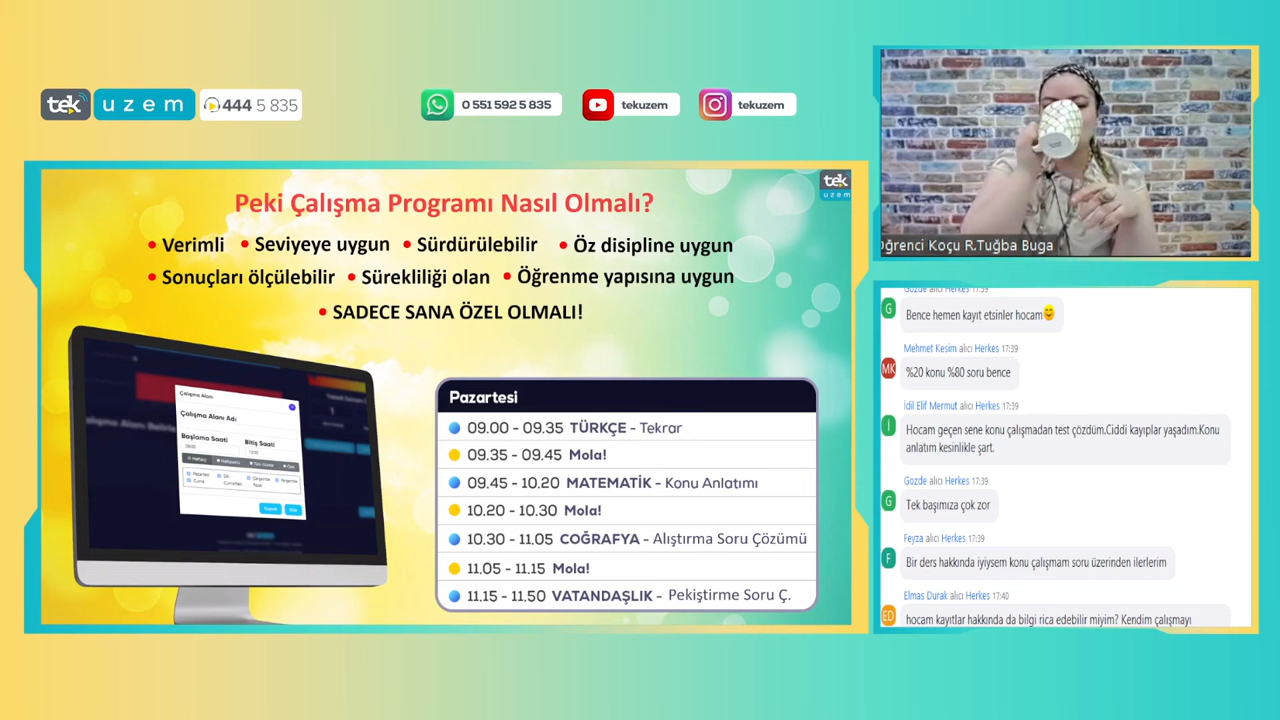 tek uzem 444 5 835
0 551 592 5 835
tekuzem
tekuzem
tek
uzem
Peki Çalışma Programı Nasıl Olmalı?
• Verimli • Seviyeye uygun • Sürdürülebilir • Öz disipline uygun
• Sonuçları ölçülebilir • Sürekliliği olan • Öğrenme yapısına uygun
• SADECE SANA ÖZEL OLMALI!
Çalışma Alanı
Çalışma Alanı Adı
Başlama Saati Bitiş Saati
Pazartesi
09.00 - 09.35 TÜRKÇE - Tekrar
09.35 - 09.45 Mola!
09.45 - 10.20 MATEMATİK - Konu Anlatımı
10.20 - 10.30 Mola!
10.30 - 11.05 COĞRAFYA - Alıştırma Soru Çözümü
11.05 - 11.15 Mola!
11.15 - 11.50 VATANDAŞLIK - Pekiştirme Soru Ç.
Öğrenci Koçu R.Tuğba Buga
Gözde alıcı Herkes 17:39
G
Bence hemen kayıt etsinler hocam
Mehmet Kesim alıcı Herkes 17:39
MK
%20 konu %80 soru bence
İdil Elif Mermut alıcı Herkes 17:39
İ
Hocam geçen sene konu çalışmadan test çözdüm.Ciddi kayıplar yaşadım.Konu
anlatım kesinlikle şart.
Gözde alıcı Herkes 17:39
G
Tek başımıza çok zor
Feyza alıcı Herkes 17:39
F
Bir ders hakkında iyiysem konu çalışmam soru üzerinden ilerlerim
Elmas Durak alıcı Herkes 17:40
ED
hocam kayıtlar hakkında da bilgi rica edebilir miyim? Kendim çalışmayı